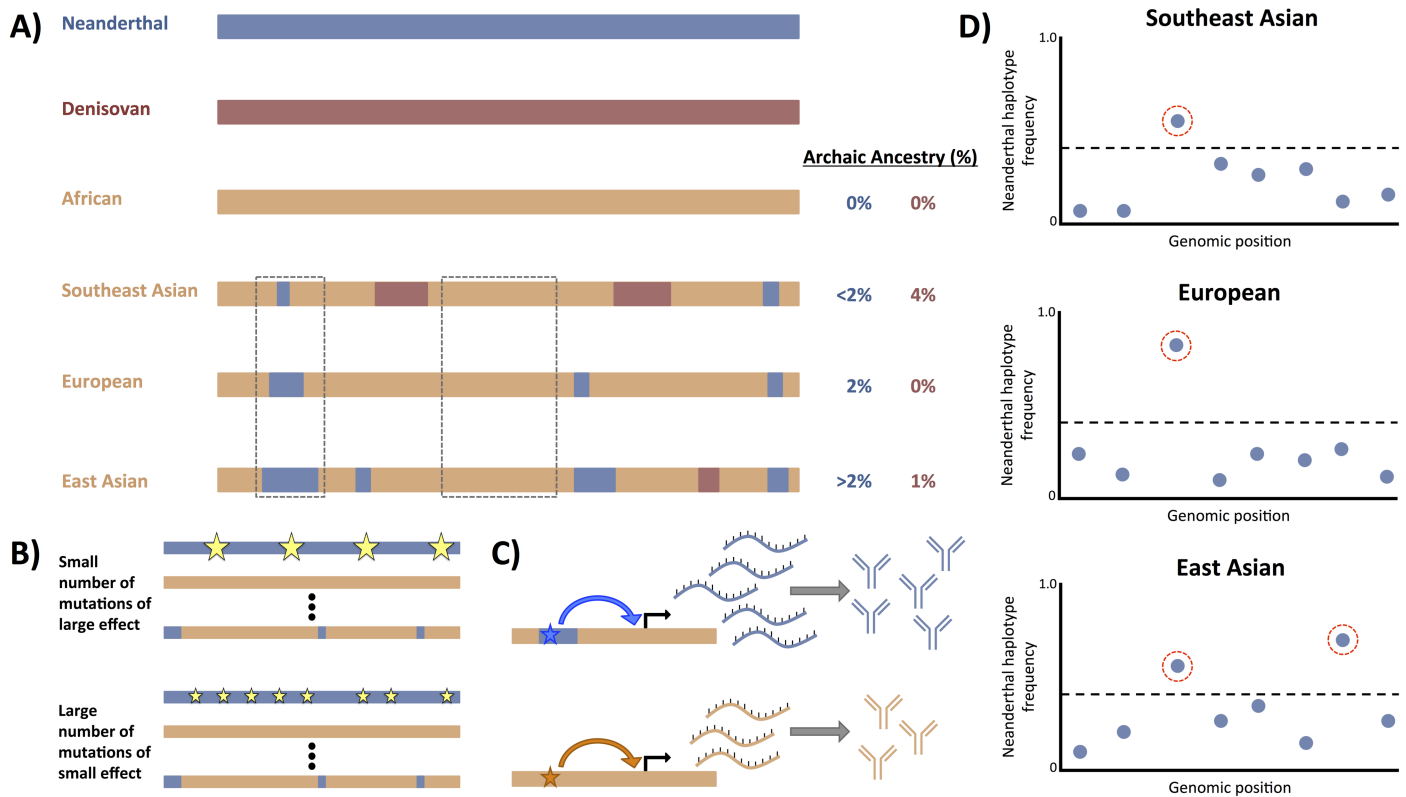 A)
Neanderthal
Denisovan
Archaic Ancestry (%)
African
0% 0%
Southeast Asian
<2% 4%
European
2% 0%
East Asian
>2% 1%
B)
Small
number of
mutations of
large effect
Large
number of
mutations of
small effect
C)
D)
Southeast Asian
1.0
Neanderthal haplotype
frequency
0
Genomic position
European
1.0
Neanderthal haplotype
frequency
0
Genomic position
East Asian
1.0
Neanderthal haplotype
frequency
0
Genomic position